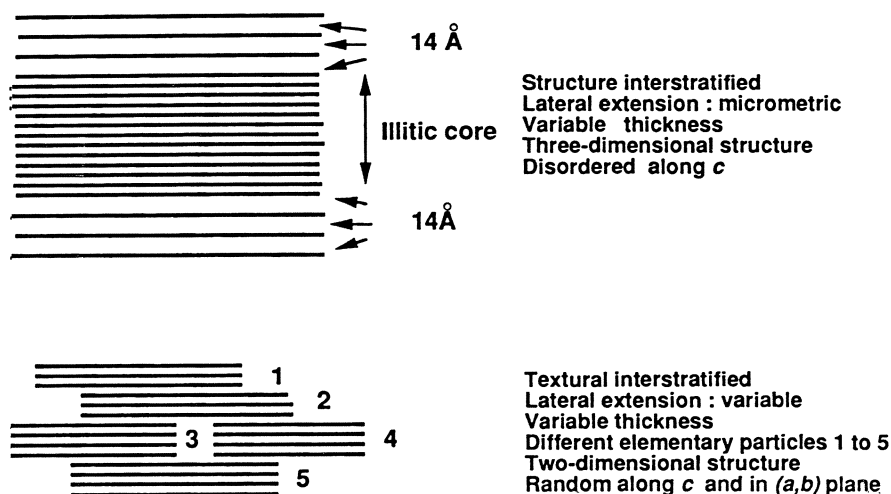 14 Å
Illitic core
14Å
Structure interstratified
Lateral extension : micrometric
Variable thickness
Three-dimensional structure
Disordered along c
1
2
3
4
5
Textural interstratified
Lateral extension : variable
Variable thickness
Different elementary particles 1 to 5
Two-dimensional structure
Random along c and in (a,b) plane